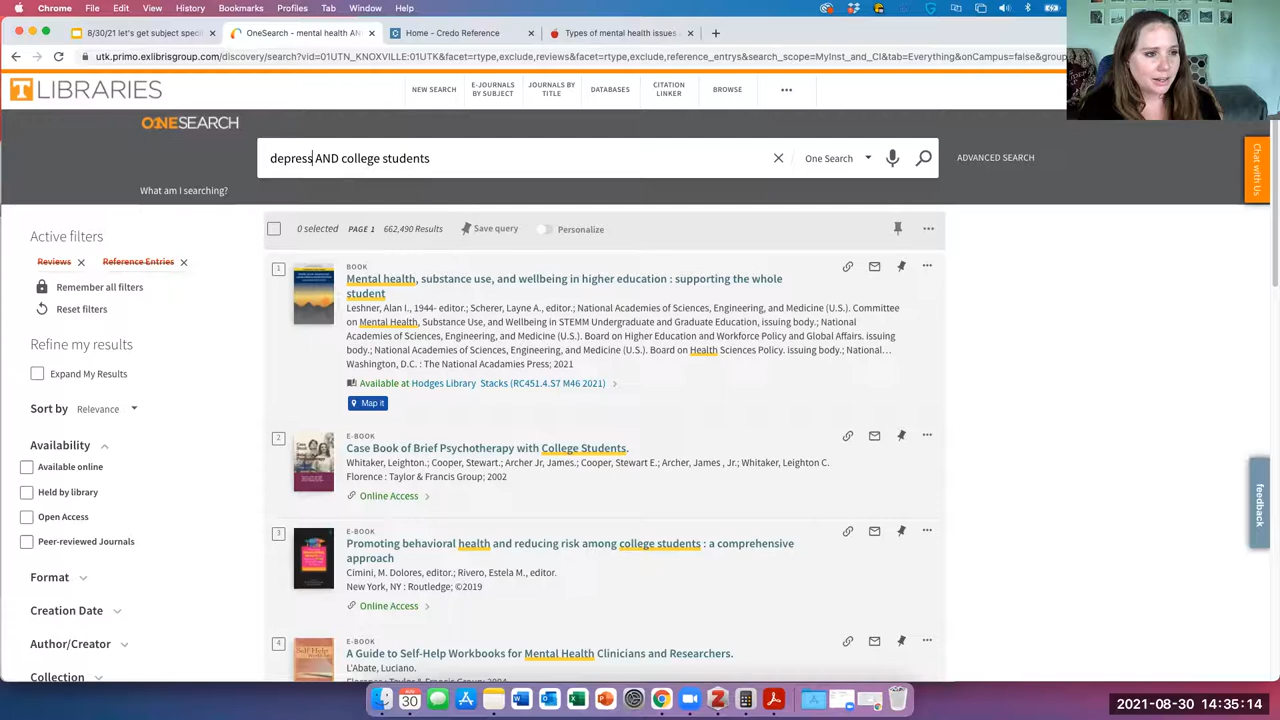 Chrome File Edit View History Bookmarks Profiles Tab Window Help
8/30/21 let's get subject speci
OneSearch - mental health AN
Home - Credo Reference
Types of mental health issues
utk.primo.exlibrisgroup.com/discovery/search?vid=01UTN_KNOXVILLE:01UTK&facet=rtype,exclude,reviews&facet=rtype,exclude,reference_entrys&search_scope=MyInst_and_CI&tab=Everything&onCampus=false&group
T LIBRARIES
NEW SEARCH
E-JOURNALS BY SUBJECT
JOURNALS BY TITLE
DATABASES
CITATION LINKER
BROWSE
ONESEARCH
depress AND college students
One Search
ADVANCED SEARCH
What am I searching?
Chat with Us
Active filters
Reviews
Reference Entries
Remember all filters
Reset filters
Refine my results
Expand My Results
Sort by Relevance
Availability
Available online
Held by library
Open Access
Peer-reviewed Journals
Format
Creation Date
Author/Creator
Collection
0 selected PAGE 1 662,490 Results Save query Personalize
1
BOOK
Mental health, substance use, and wellbeing in higher education : supporting the whole
student
Leshner, Alan I., 1944- editor.; Scherer, Layne A., editor.; National Academies of Sciences, Engineering, and Medicine (U.S.). Committee
on Mental Health, Substance Use, and Wellbeing in STEMM Undergraduate and Graduate Education, issuing body.; National
Academies of Sciences, Engineering, and Medicine (U.S.). Board on Higher Education and Workforce Policy and Global Affairs. issuing
body.; National Academies of Sciences, Engineering, and Medicine (U.S.). Board on Health Sciences Policy. issuing body.; National...
Washington, D.C. : The National Acadamies Press; 2021
Available at Hodges Library Stacks (RC451.4.S7 M46 2021)
Map It
2
E-BOOK
Case Book of Brief Psychotherapy with College Students.
Whitaker, Leighton.; Cooper, Stewart.; Archer Jr, James.; Cooper, Stewart E.; Archer, James , Jr.; Whitaker, Leighton C.
Florence : Taylor & Francis Group; 2002
Online Access
3
E-BOOK
Promoting behavioral health and reducing risk among college students : a comprehensive
approach
Cimini, M. Dolores, editor.; Rivero, Estela M., editor.
New York, NY : Routledge; ©2019
Online Access
4
E-BOOK
A Guide to Self-Help Workbooks for Mental Health Clinicians and Researchers.
L'Abate, Luciano.
feedback
30
2021-08-30 14:35:14